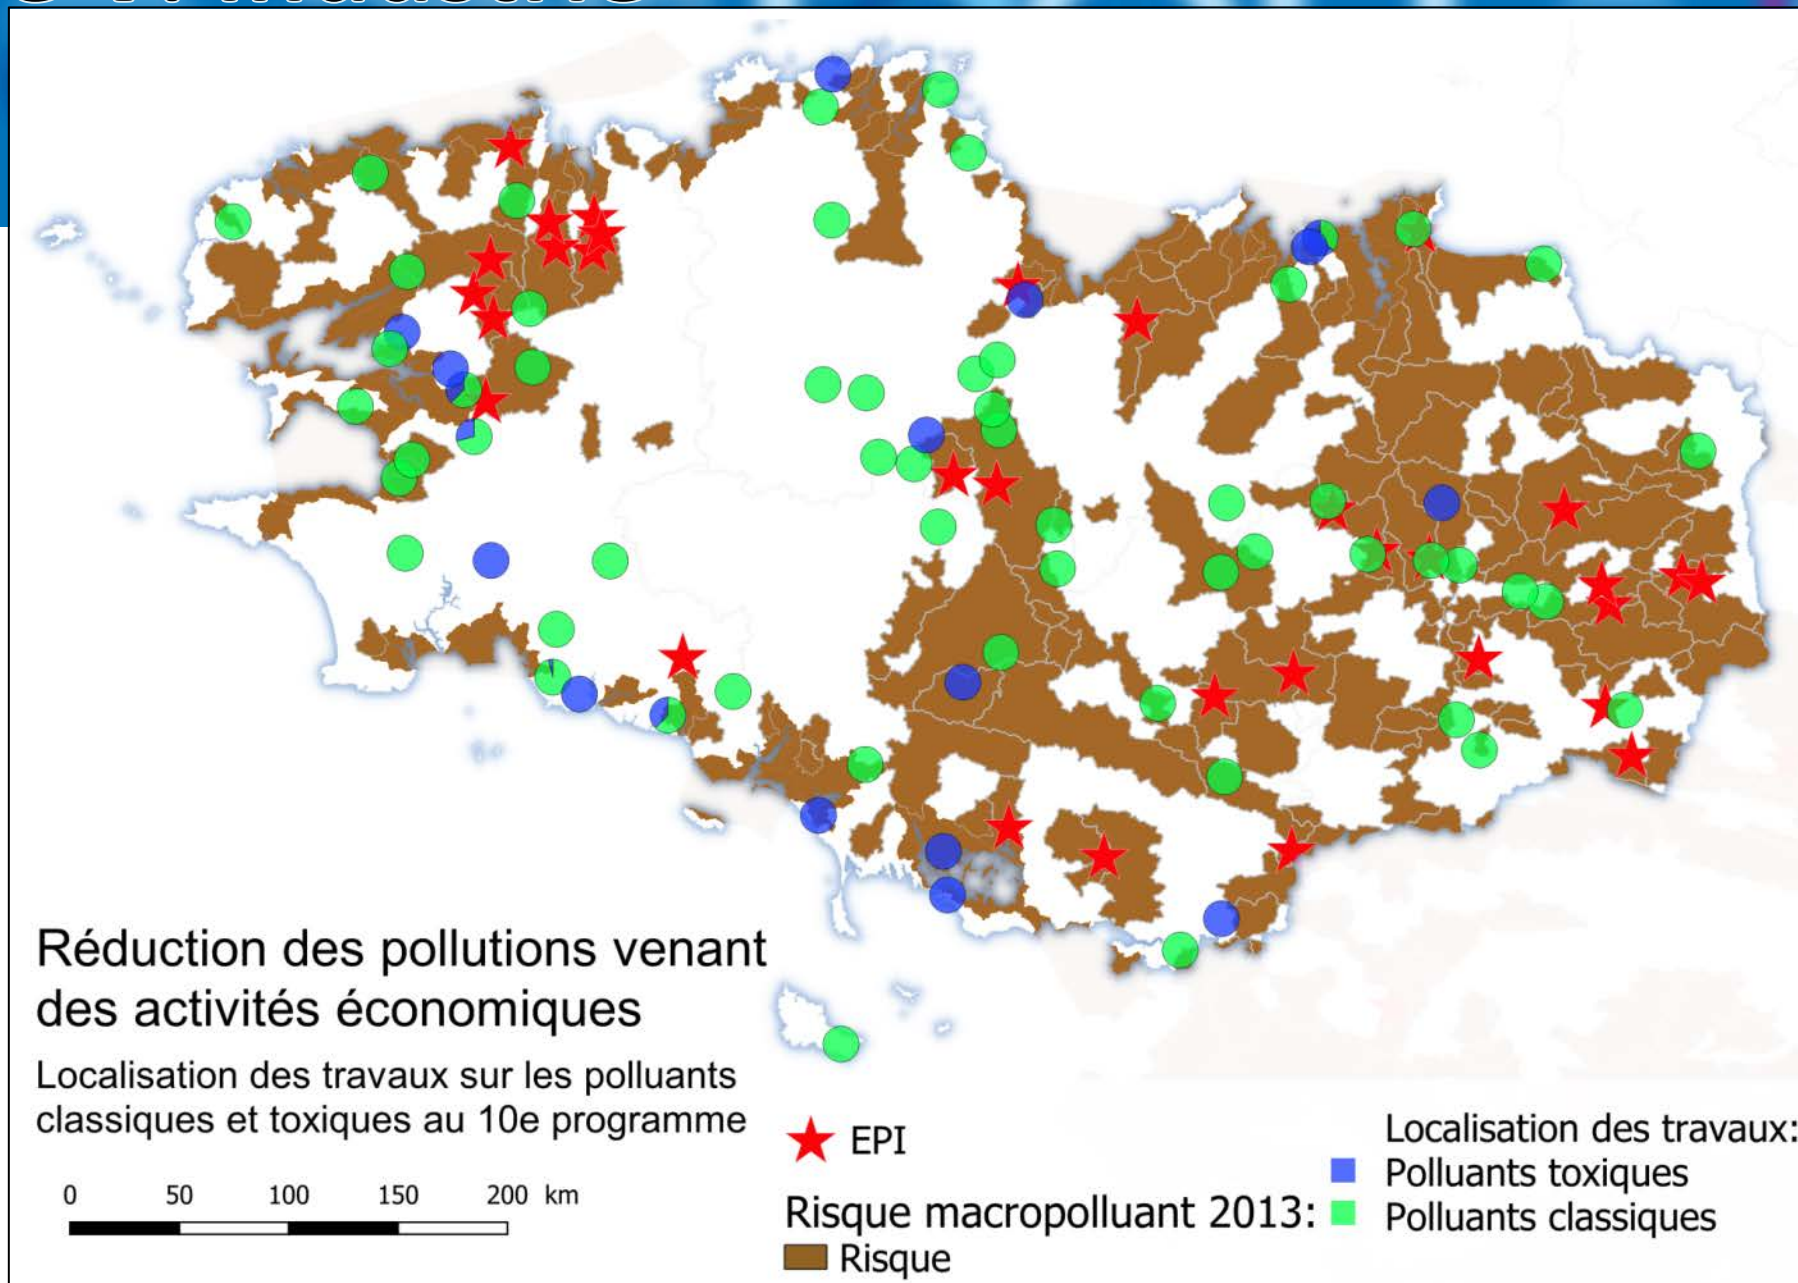 Réduction des pollutions venant
des activités économiques
Localisation des travaux sur les polluants
classiques et toxiques au 10e programme
0 50 100 150 200 km
EPI
Risque macropolluant 2013:
Risque
Localisation des travaux:
Polluants toxiques
Polluants classiques